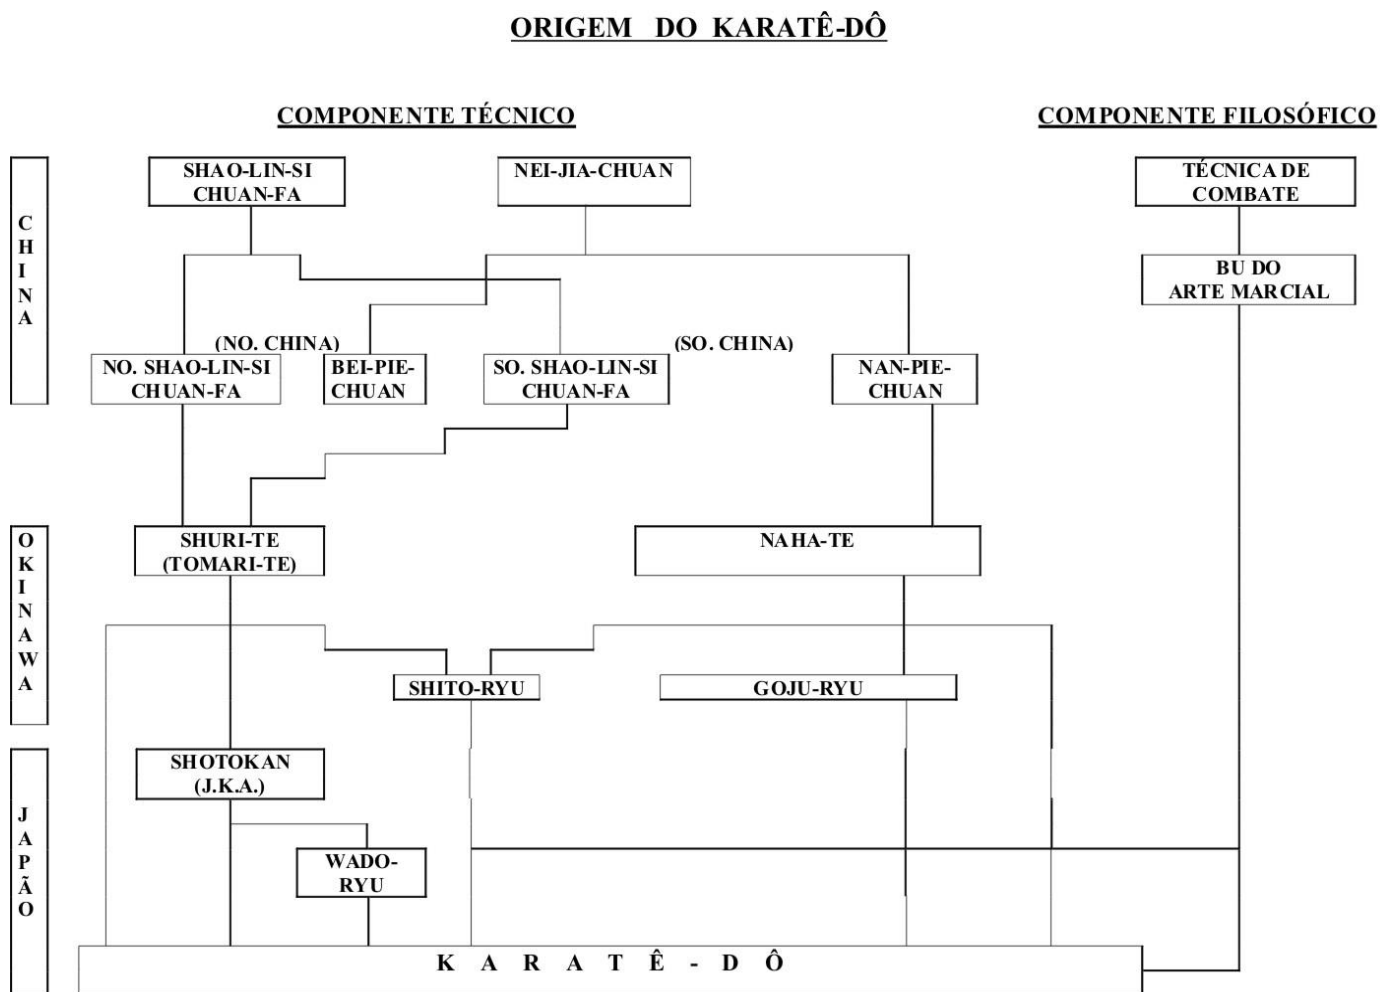 ORIGEM DO KARATÊ-DÔ
COMPONENTE TÉCNICO
COMPONENTE FILOSÓFICO
CHINA
SHAO-LIN-SI
CHUAN-FA
NEI-JIA-CHUAN
TÉCNICA DE
COMBATE
BU DO
ARTE MARCIAL
(NO. CHINA)
(SO. CHINA)
NO. SHAO-LIN-SI
CHUAN-FA
BEI-PIE-
CHUAN
SO. SHAO-LIN-SI
CHUAN-FA
NAN-PIE-
CHUAN
OKINAWA
SHURI-TE
(TOMARI-TE)
NAHA-TE
SHITO-RYU
GOJU-RYU
JAPÃO
SHOTOKAN
(J.K.A.)
WADO-
RYU
K A R A T Ê - D Ô